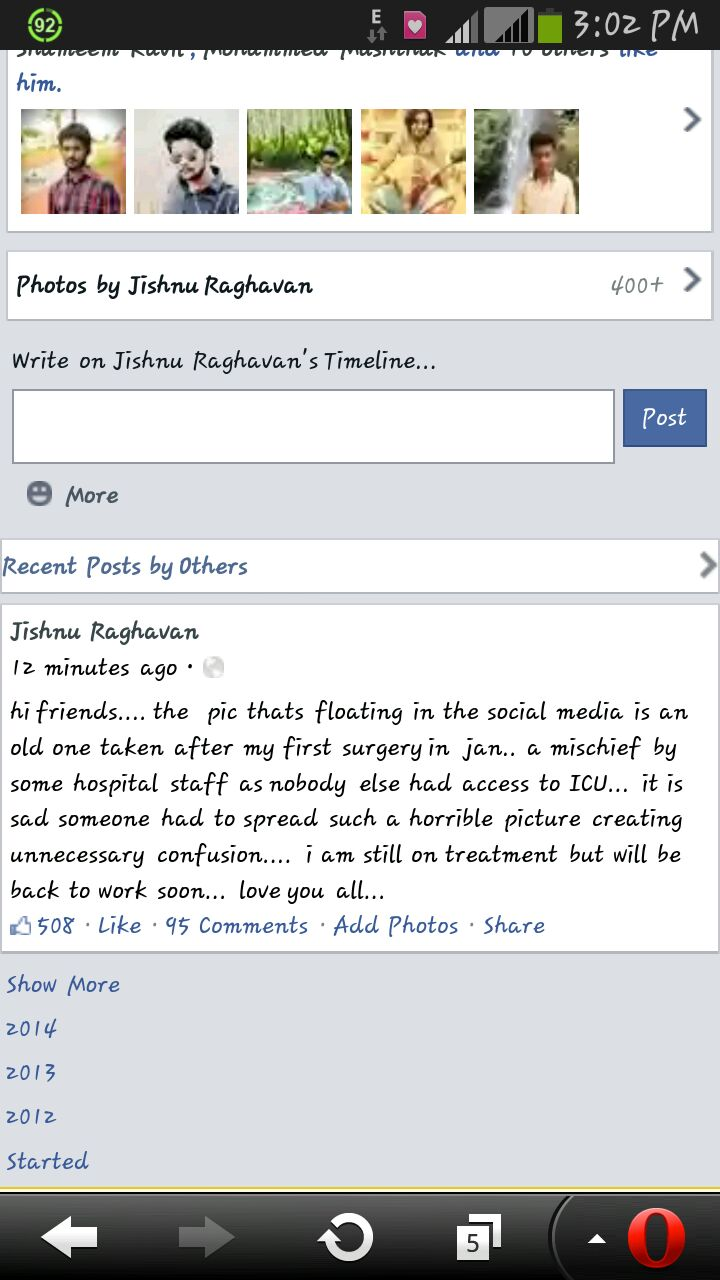 92
E
3:02 PM
Shameem Ravil, Mohammed Mashhak and 10 others like
him.
Photos by Jishnu Raghavan
400+
Write on Jishnu Raghavan's Timeline...
Post
More
Recent Posts by Others
Jishnu Raghavan
12 minutes ago ·
hi friends.... the pic thats floating in the social media is an
old one taken after my first surgery in jan.. a mischief by
some hospital staff as nobody else had access to ICU... it is
sad someone had to spread such a horrible picture creating
unnecessary confusion.... i am still on treatment but will be
back to work soon... love you all...
508 · Like · 95 Comments · Add Photos · Share
Show More
2014
2013
2012
Started
5